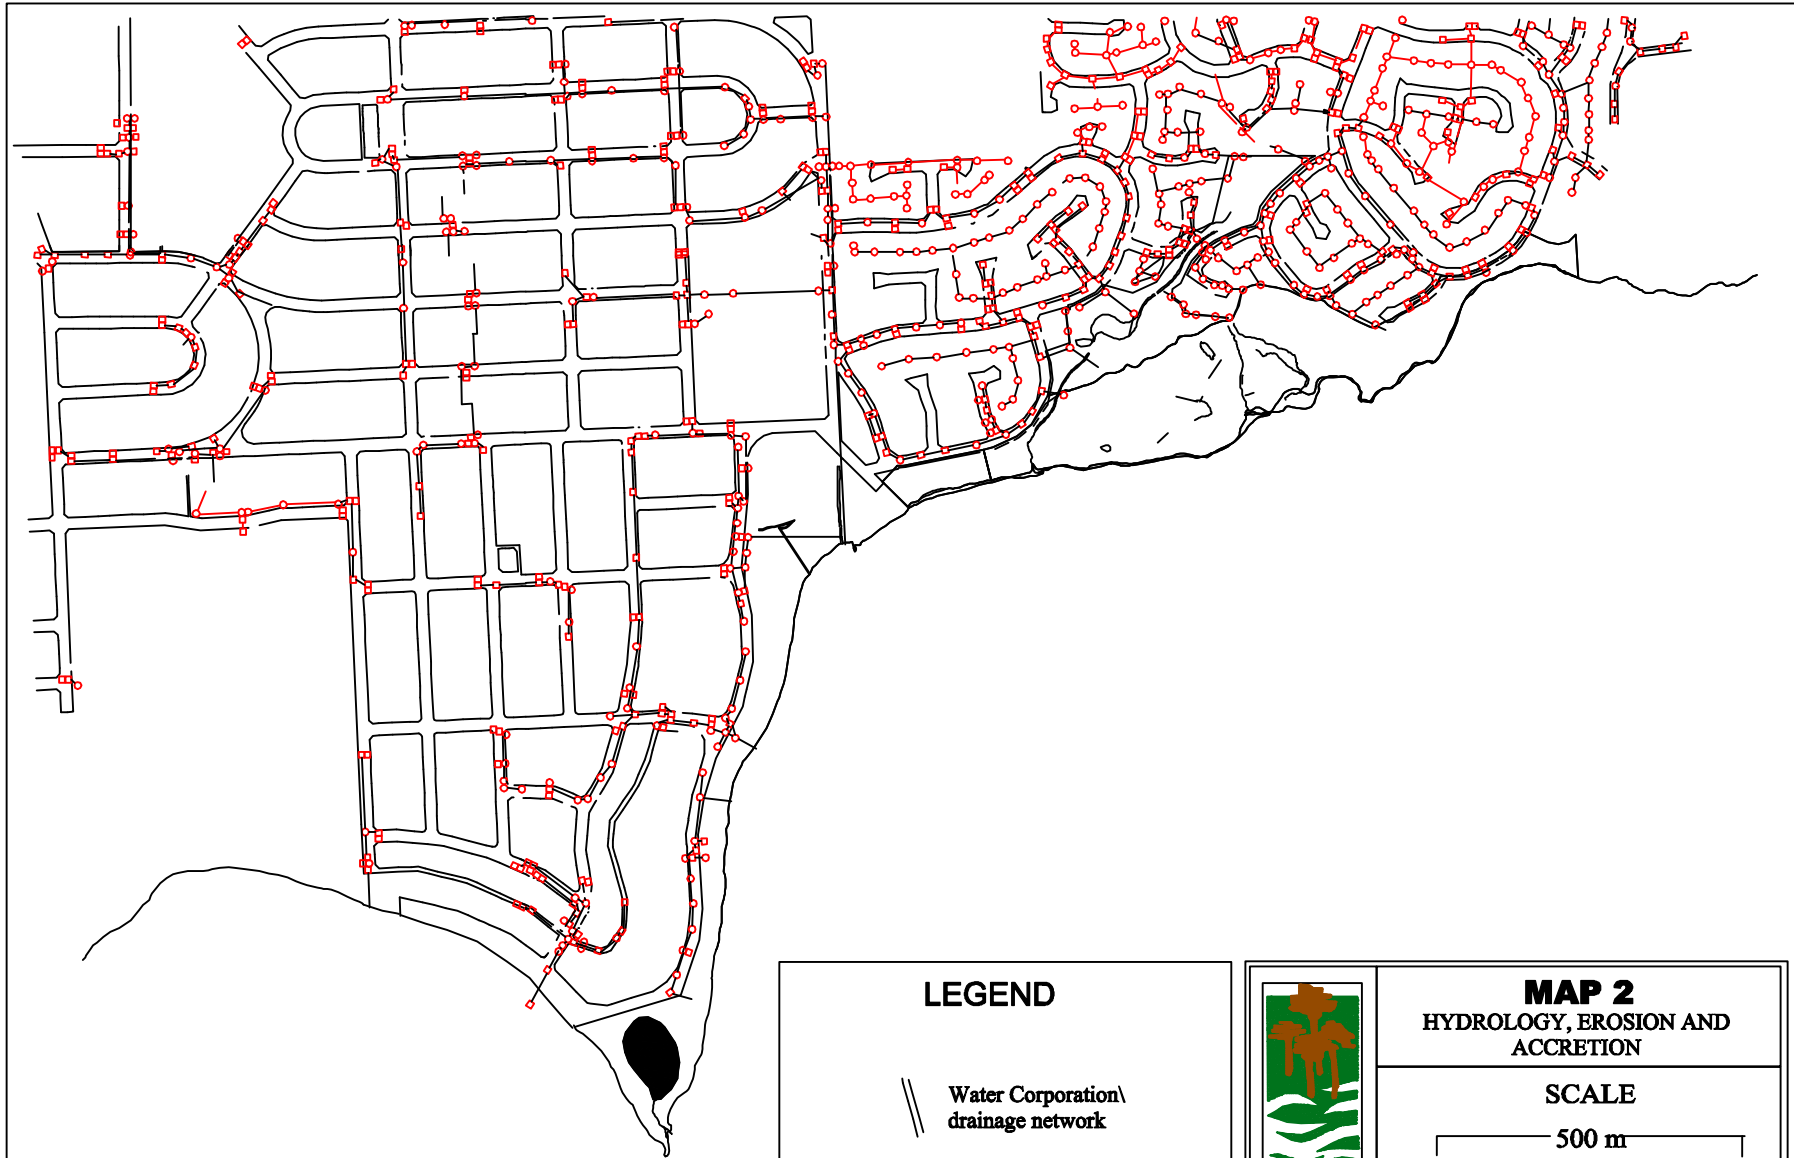 LEGEND
Water Corporation\
drainage network
MAP 2
HYDROLOGY, EROSION AND
ACCRETION
SCALE
500 m